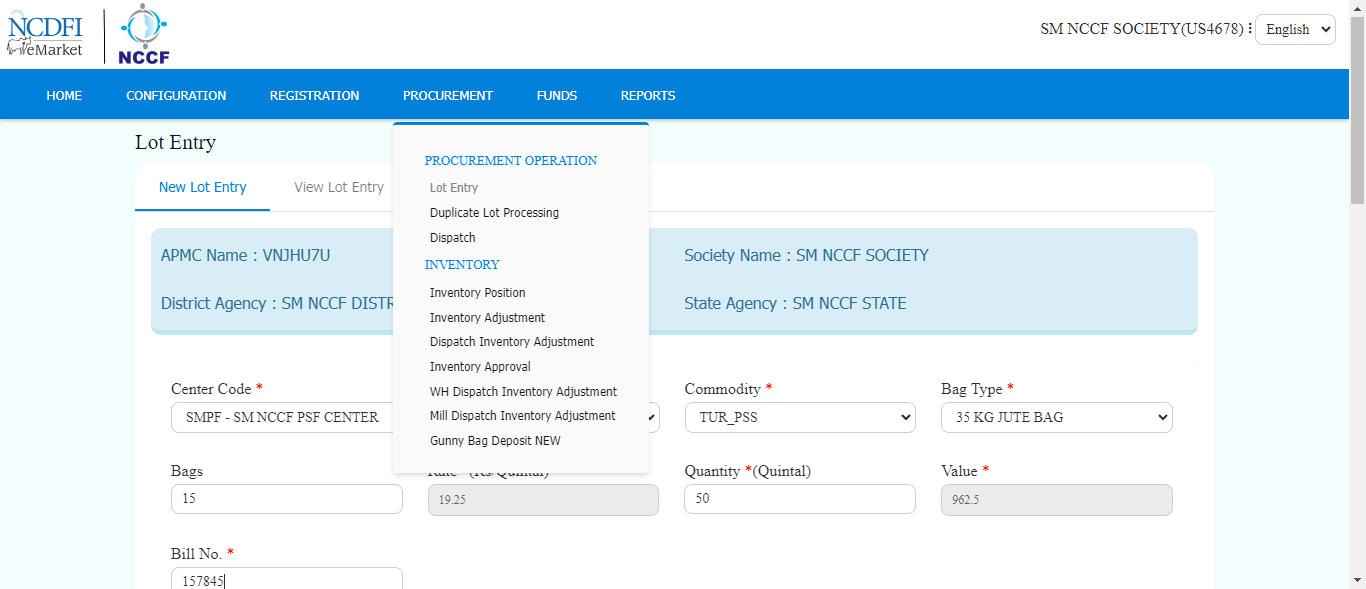 NCDFI
eMarket
NCCF
SM NCCF SOCIETY(US4678)
English
HOME CONFIGURATION REGISTRATION PROCUREMENT FUNDS REPORTS
Lot Entry
New Lot Entry View Lot Entry
PROCUREMENT OPERATION
Lot Entry
Duplicate Lot Processing
Dispatch
INVENTORY
Inventory Position
Inventory Adjustment
Dispatch Inventory Adjustment
Inventory Approval
WH Dispatch Inventory Adjustment
Mill Dispatch Inventory Adjustment
Gunny Bag Deposit NEW
APMC Name : VNJHU7U Society Name : SM NCCF SOCIETY
District Agency : SM NCCF DISTR State Agency : SM NCCF STATE
Center Code * Commodity * Bag Type *
SMPF - SM NCCF PSF CENTER TUR_PSS 35 KG JUTE BAG
Bags Rate * (Rs/Quintal) Quantity *(Quintal) Value *
15 19.25 50 962.5
Bill No. *
157845